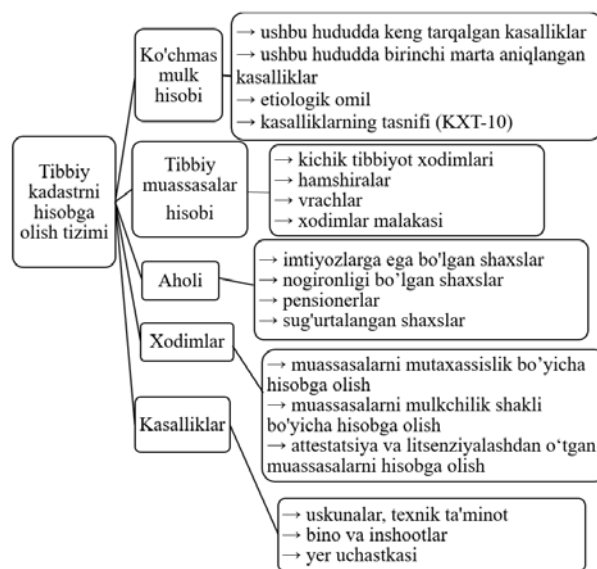 Tibbiy
kadastrni
hisobga
olish tizimi
Ko'chmas
mulk
hisobi
→ ushbu hududda keng tarqalgan kasalliklar
→ ushbu hududda birinchi marta aniqlangan
kasalliklar
→ etiologik omil
→ kasalliklarning tasnifi (KXT-10)
Tibbiy
muassasalar
hisobi
→ kichik tibbiyot xodimlari
→ hamshiralar
→ vrachlar
→ xodimlar malakasi
Aholi
→ imtiyozlarga ega bo'lgan shaxslar
→ nogironligi bo’lgan shaxslar
→ pensionerlar
→ sug'urtalangan shaxslar
Xodimlar
→ muassasalarni mutaxassislik bo’yicha
hisobga olish
→ muassasalarni mulkchilik shakli
bo'yicha hisobga olish
→ attestatsiya va litsenziyalashdan o‘tgan
muassasalarni hisobga olish
Kasalliklar
→ uskunalar, texnik ta'minot
→ bino va inshootlar
→ yer uchastkasi